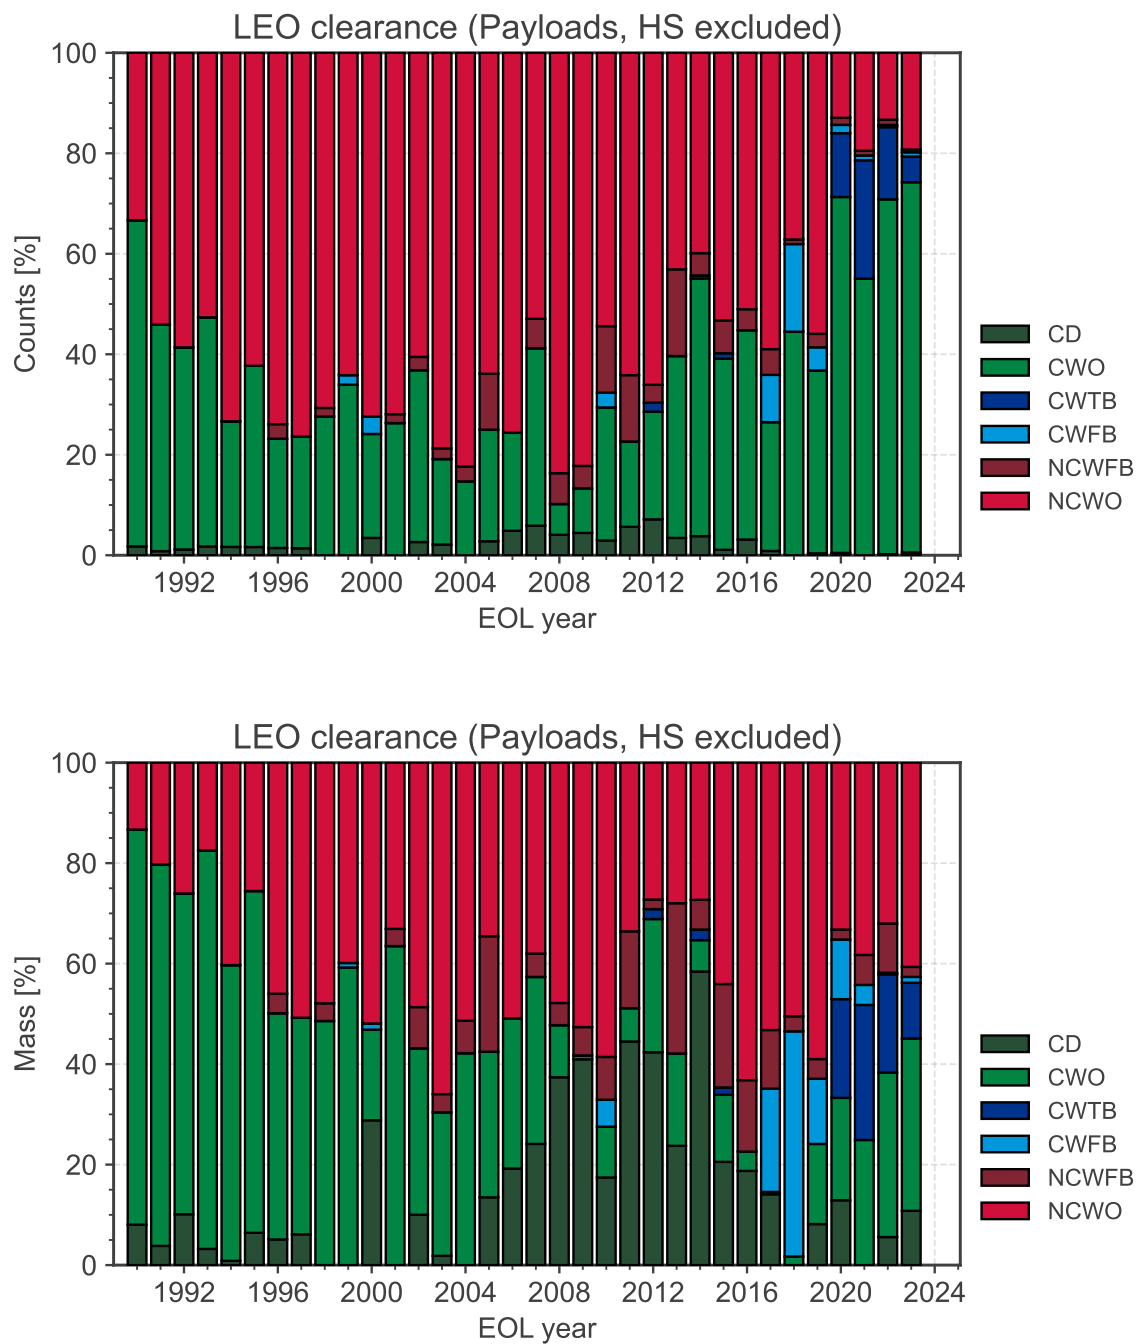 LEO clearance (Payloads, HS excluded)
100
80
60
40
20
0
Counts [%]
1992 1996 2000 2004 2008 2012 2016 2020 2024
EOL year
CD
CWO
CWTB
CWFB
NCWFB
NCWO
LEO clearance (Payloads, HS excluded)
100
80
60
40
20
0
Mass [%]
1992 1996 2000 2004 2008 2012 2016 2020 2024
EOL year
CD
CWO
CWTB
CWFB
NCWFB
NCWO